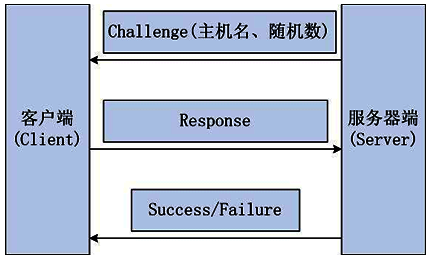 Challenge(主机名、随机数)
客户端
(Client)
Response
服务器端
(Server)
Success/Failure